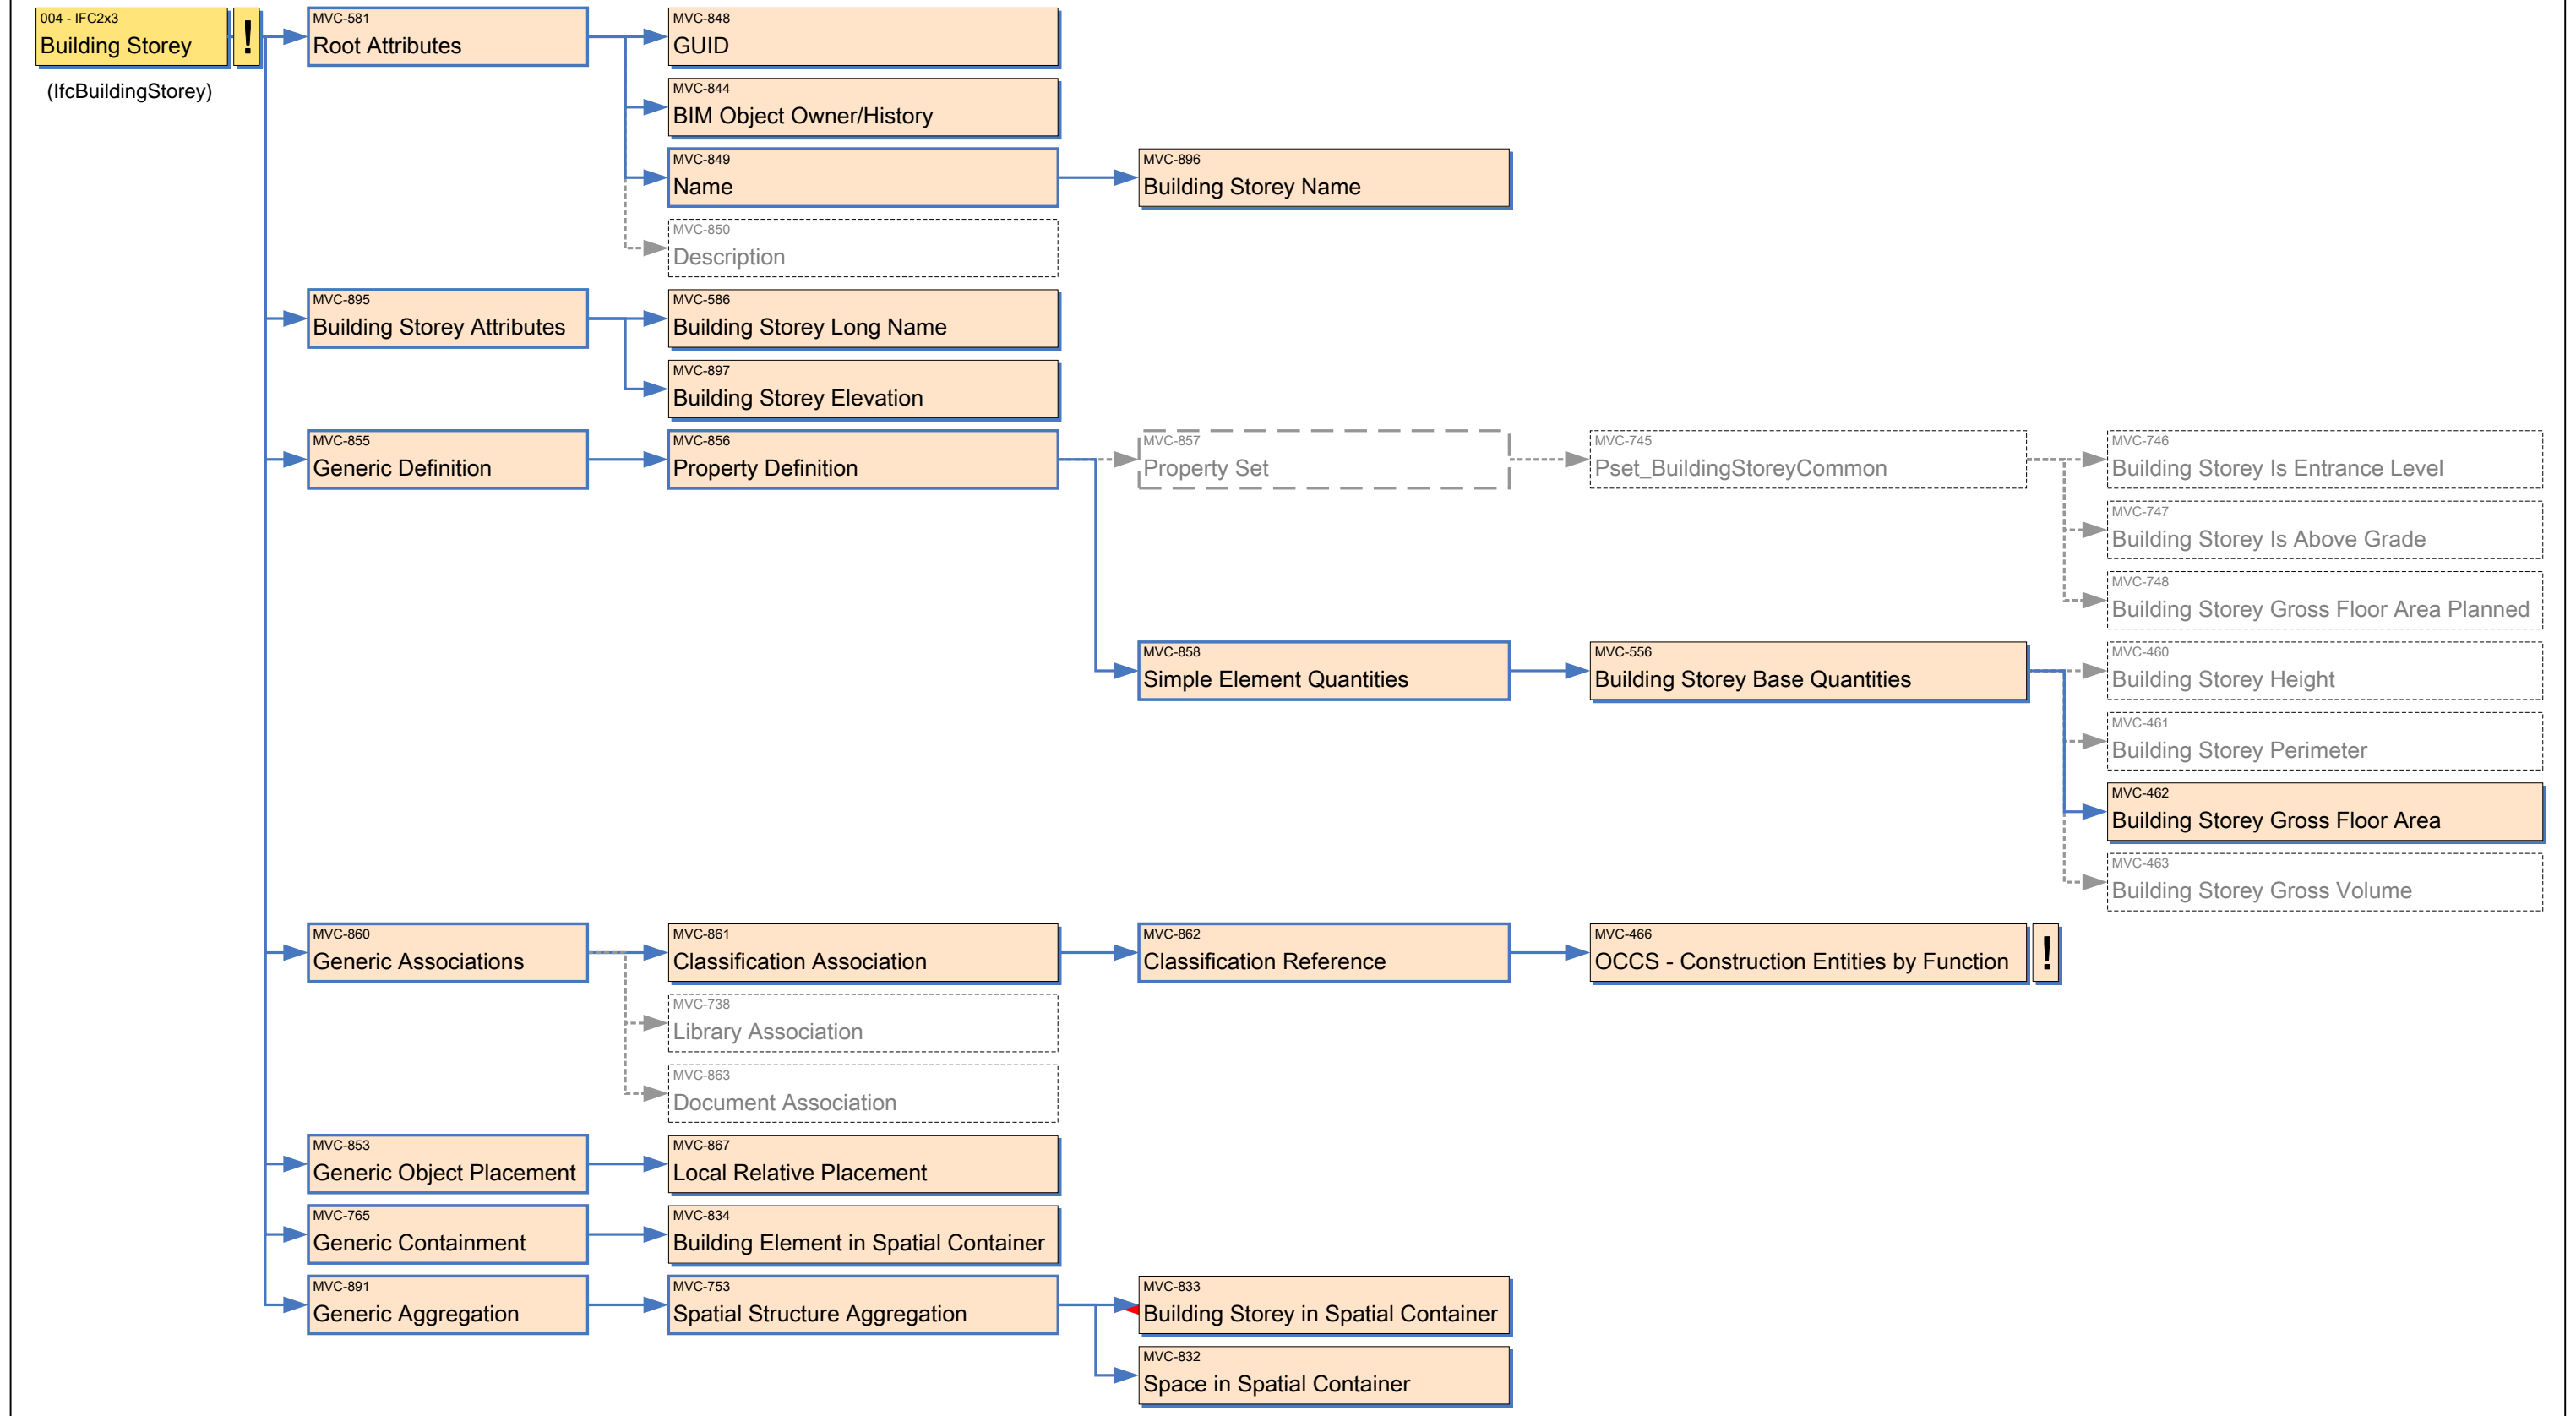 004 - IFC2x3
Building Storey
!
(IfcBuildingStorey)
MVC-581
Root Attributes
MVC-848
GUID
MVC-844
BIM Object Owner/History
MVC-849
Name
MVC-896
Building Storey Name
MVC-850
Description
MVC-895
Building Storey Attributes
MVC-586
Building Storey Long Name
MVC-897
Building Storey Elevation
MVC-855
Generic Definition
MVC-856
Property Definition
MVC-857
Property Set
MVC-745
Pset_BuildingStoreyCommon
MVC-746
Building Storey Is Entrance Level
MVC-747
Building Storey Is Above Grade
MVC-748
Building Storey Gross Floor Area Planned
MVC-858
Simple Element Quantities
MVC-556
Building Storey Base Quantities
MVC-460
Building Storey Height
MVC-461
Building Storey Perimeter
MVC-462
Building Storey Gross Floor Area
MVC-463
Building Storey Gross Volume
MVC-860
Generic Associations
MVC-861
Classification Association
MVC-862
Classification Reference
MVC-466
OCCS - Construction Entities by Function
!
MVC-738
Library Association
MVC-863
Document Association
MVC-853
Generic Object Placement
MVC-867
Local Relative Placement
MVC-765
Generic Containment
MVC-834
Building Element in Spatial Container
MVC-891
Generic Aggregation
MVC-753
Spatial Structure Aggregation
MVC-833
Building Storey in Spatial Container
MVC-832
Space in Spatial Container